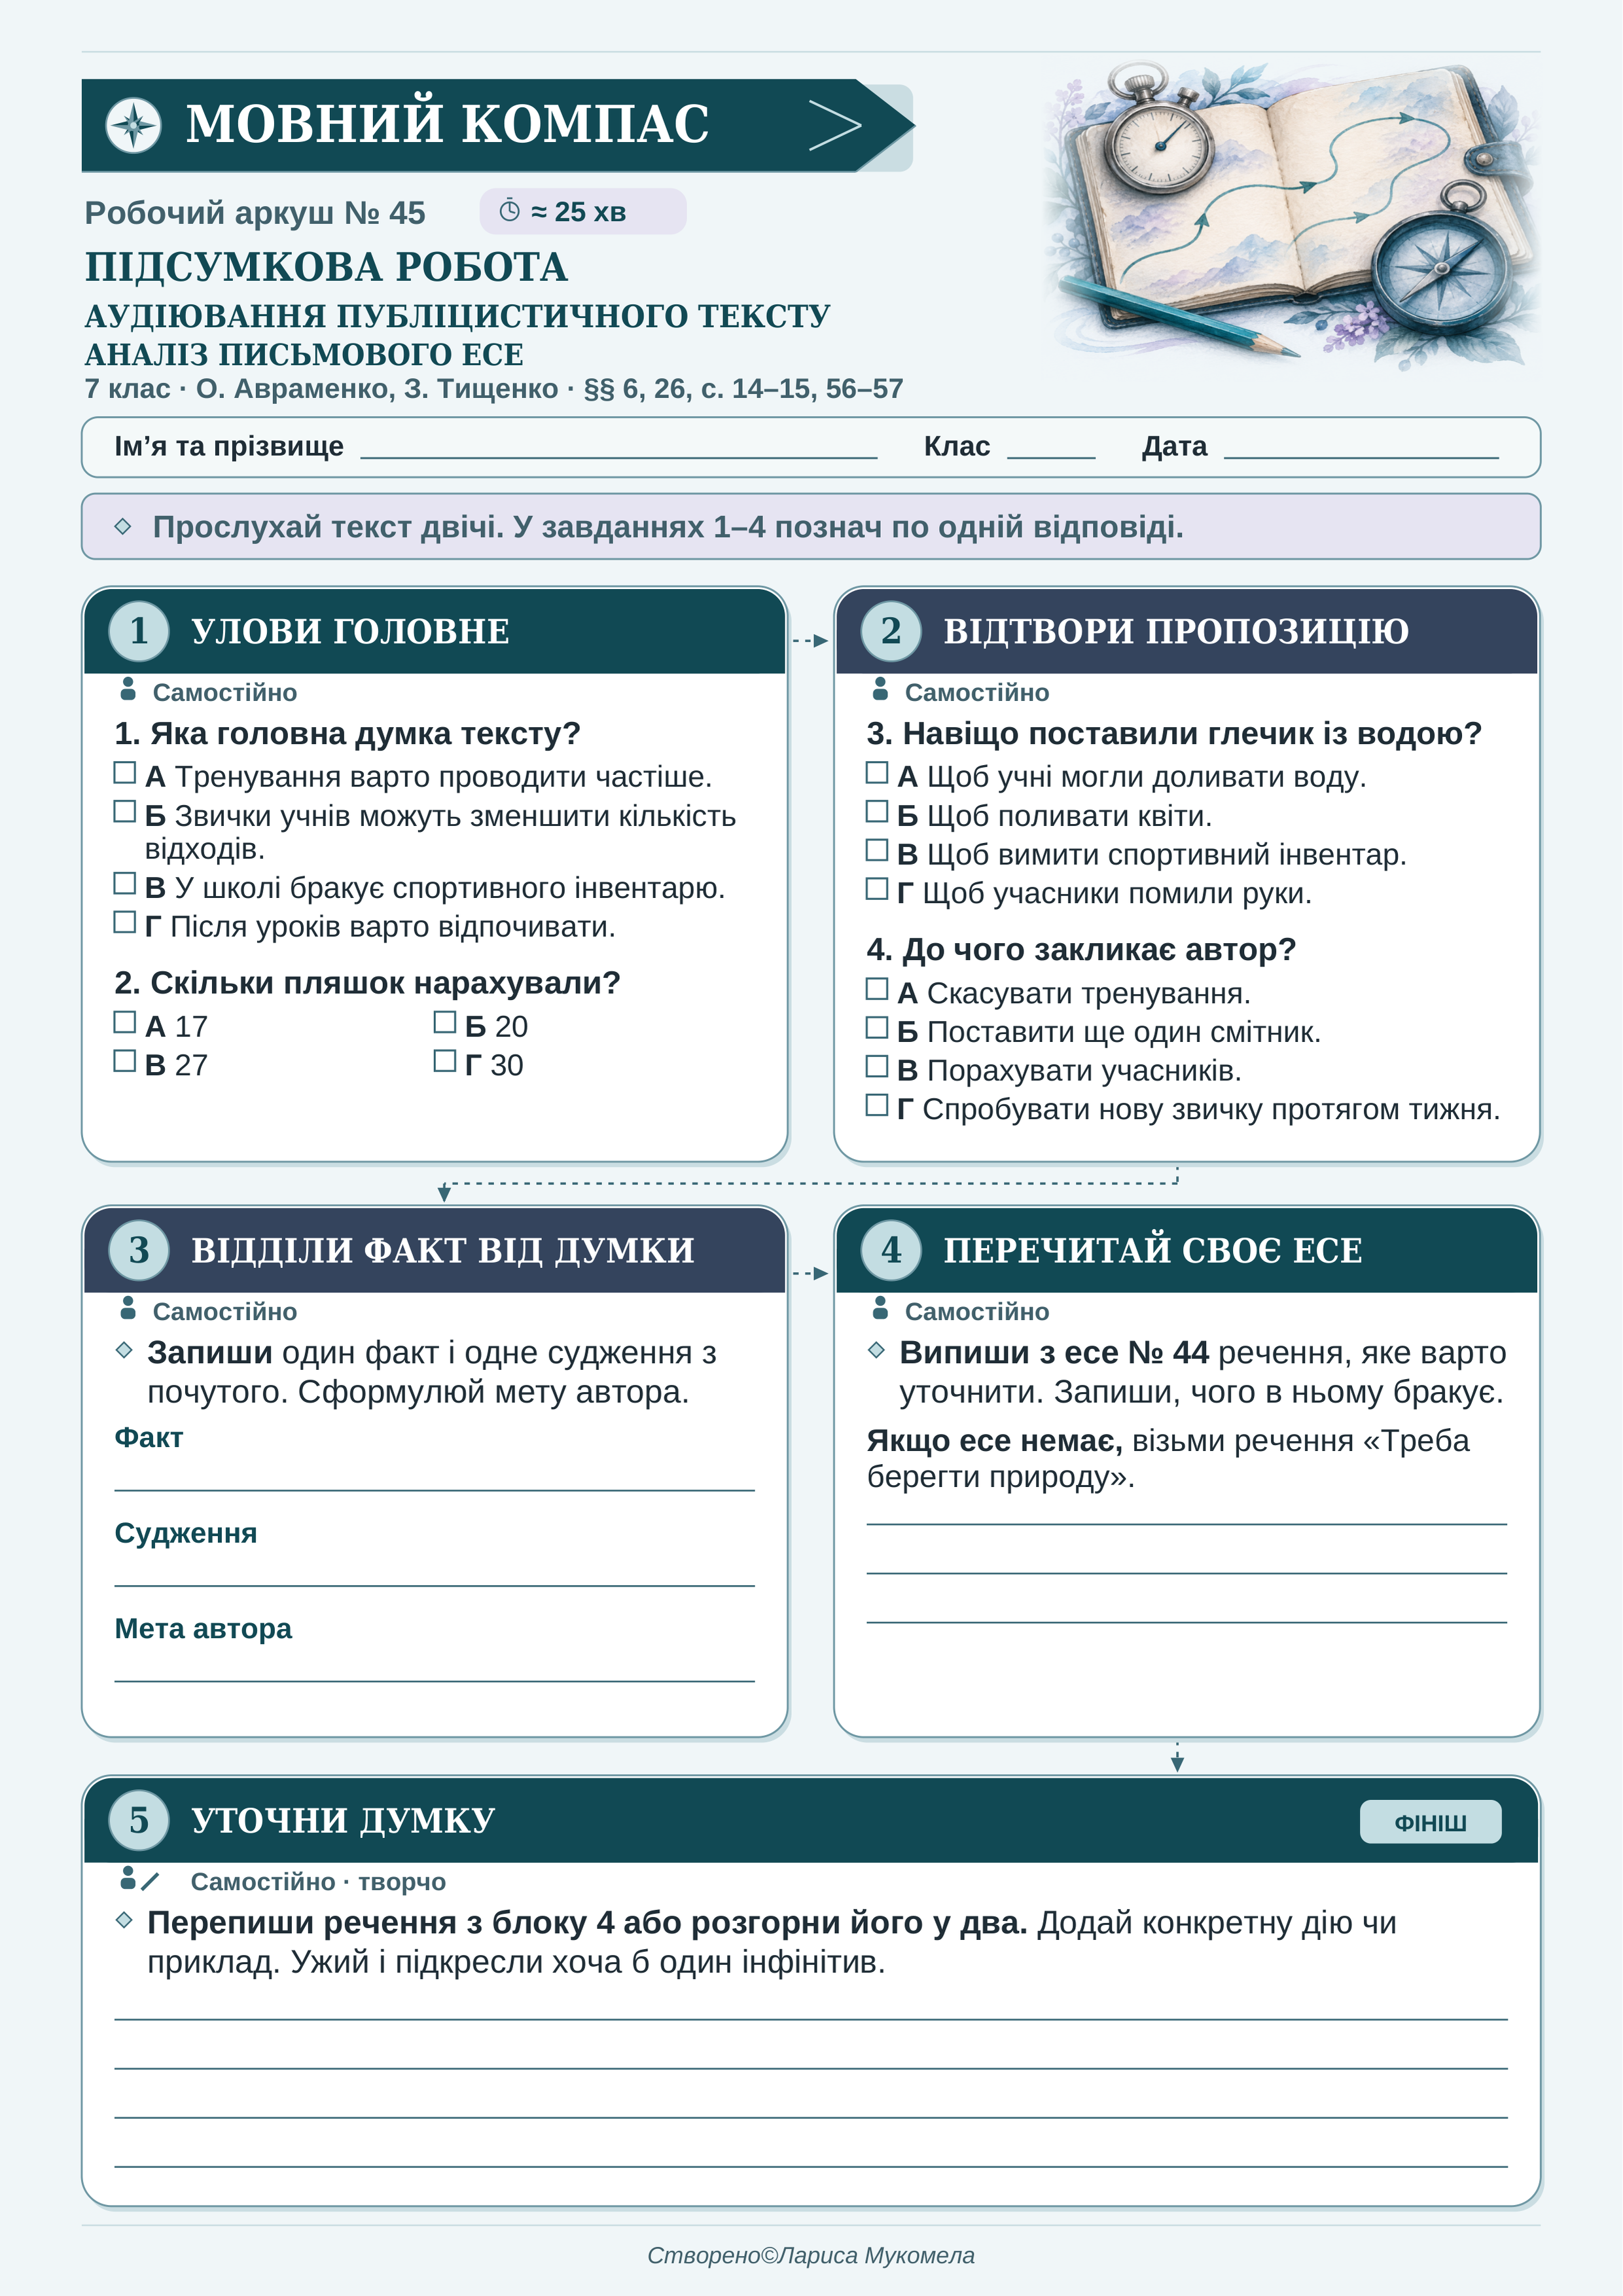 МОВНИЙ КОМПАС
Робочий аркуш № 45
≈ 25 хв
ПІДСУМКОВА РОБОТА
АУДІЮВАННЯ ПУБЛІЦИСТИЧНОГО ТЕКСТУ
АНАЛІЗ ПИСЬМОВОГО ЕСЕ
7 клас · О. Авраменко, З. Тищенко · §§ 6, 26, с. 14–15, 56–57
Ім’я та прізвище Клас Дата
Прослухай текст двічі. У завданнях 1–4 познач по одній відповіді.
1 УЛОВИ ГОЛОВНЕ
Самостійно
1. Яка головна думка тексту?
А Тренування варто проводити частіше.
Б Звички учнів можуть зменшити кількість
відходів.
В У школі бракує спортивного інвентарю.
Г Після уроків варто відпочивати.
2. Скільки пляшок нарахували?
А 17 Б 20
В 27 Г 30
2 ВІДТВОРИ ПРОПОЗИЦІЮ
Самостійно
3. Навіщо поставили глечик із водою?
А Щоб учні могли доливати воду.
Б Щоб поливати квіти.
В Щоб вимити спортивний інвентар.
Г Щоб учасники помили руки.
4. До чого закликає автор?
А Скасувати тренування.
Б Поставити ще один смітник.
В Порахувати учасників.
Г Спробувати нову звичку протягом тижня.
3 ВІДДІЛИ ФАКТ ВІД ДУМКИ
Самостійно
Запиши один факт і одне судження з
почутого. Сформулюй мету автора.
Факт
Судження
Мета автора
4 ПЕРЕЧИТАЙ СВОЄ ЕСЕ
Самостійно
Випиши з есе № 44 речення, яке варто
уточнити. Запиши, чого в ньому бракує.
Якщо есе немає, візьми речення «Треба
берегти природу».
5 УТОЧНИ ДУМКУ
ФІНІШ
Самостійно · творчо
Перепиши речення з блоку 4 або розгорни його у два. Додай конкретну дію чи
приклад. Ужий і підкресли хоча б один інфінітив.
Створено©Лариса Мукомела